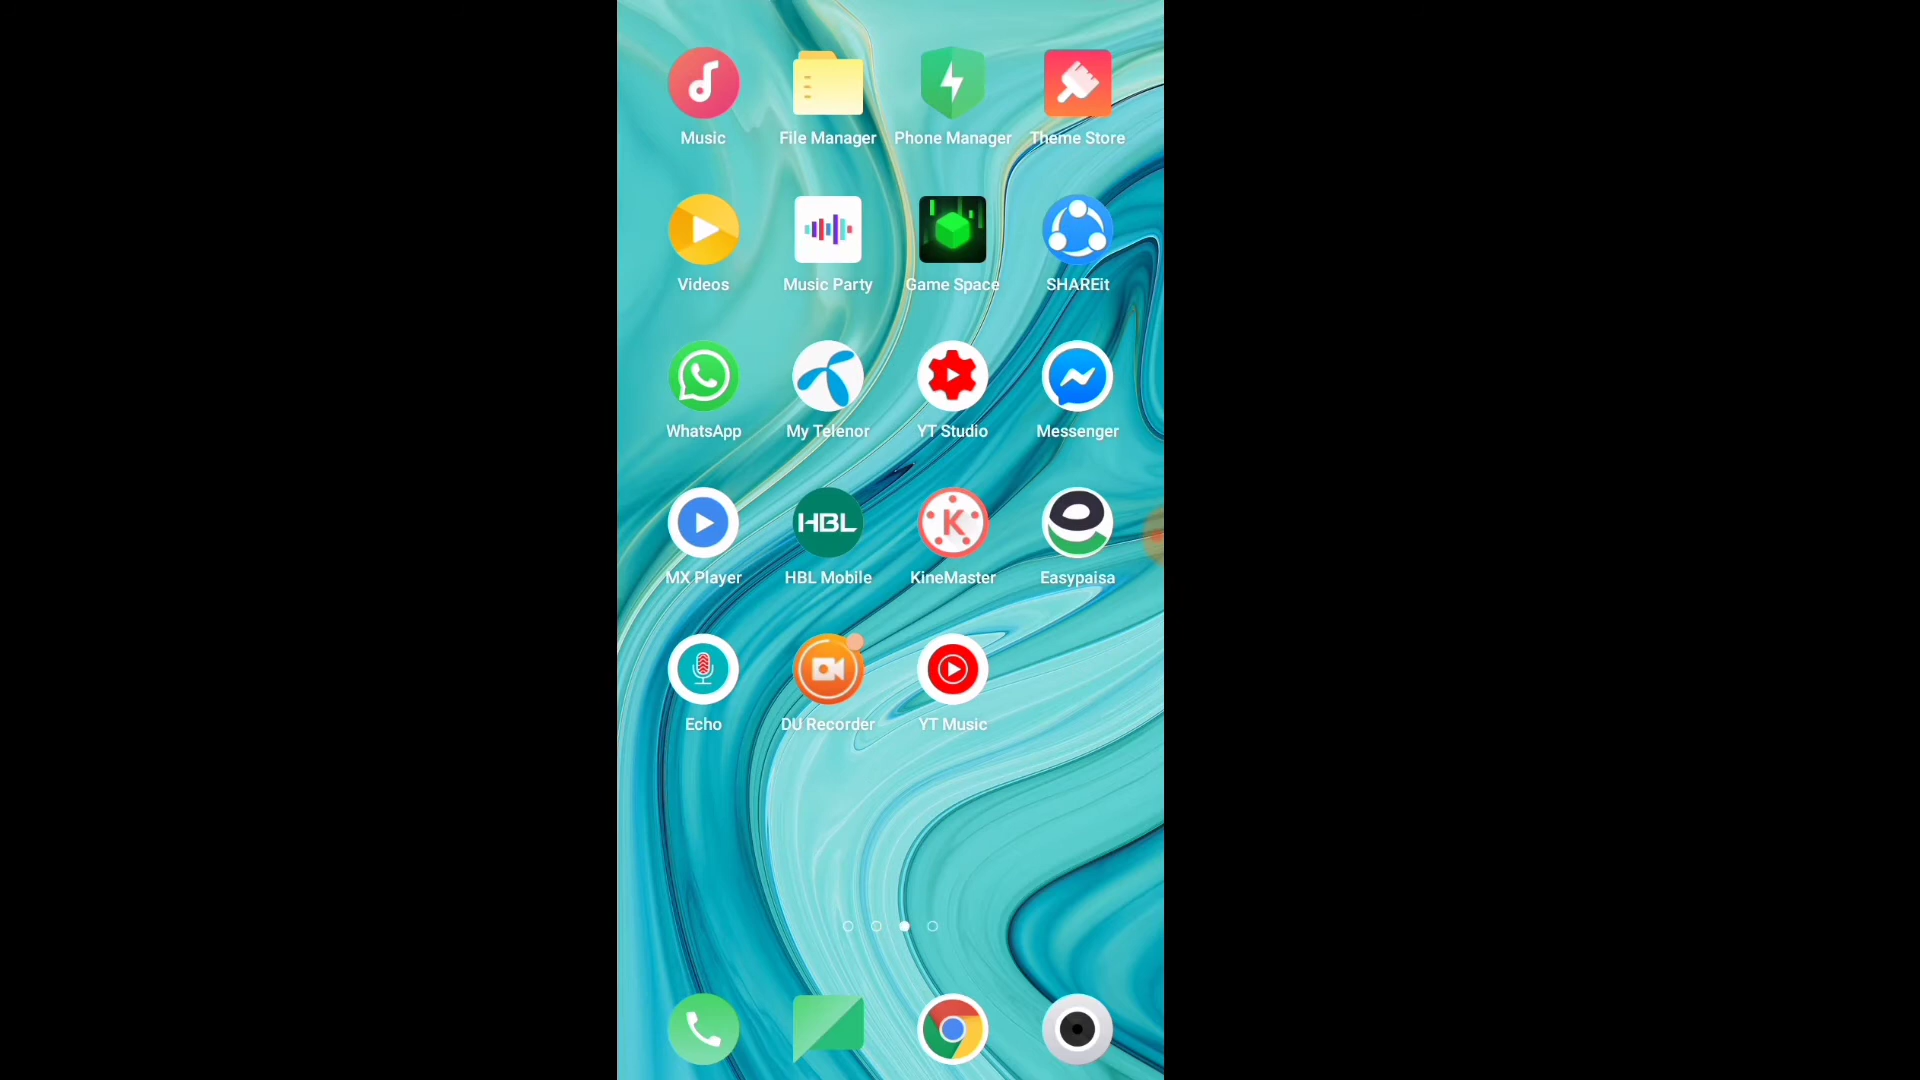 Music File Manager Phone Manager Theme Store
Videos Music Party Game Space SHAREit
WhatsApp My Telenor YT Studio Messenger
HBL
K
MX Player HBL Mobile KineMaster Easypaisa
Echo DU Recorder YT Music